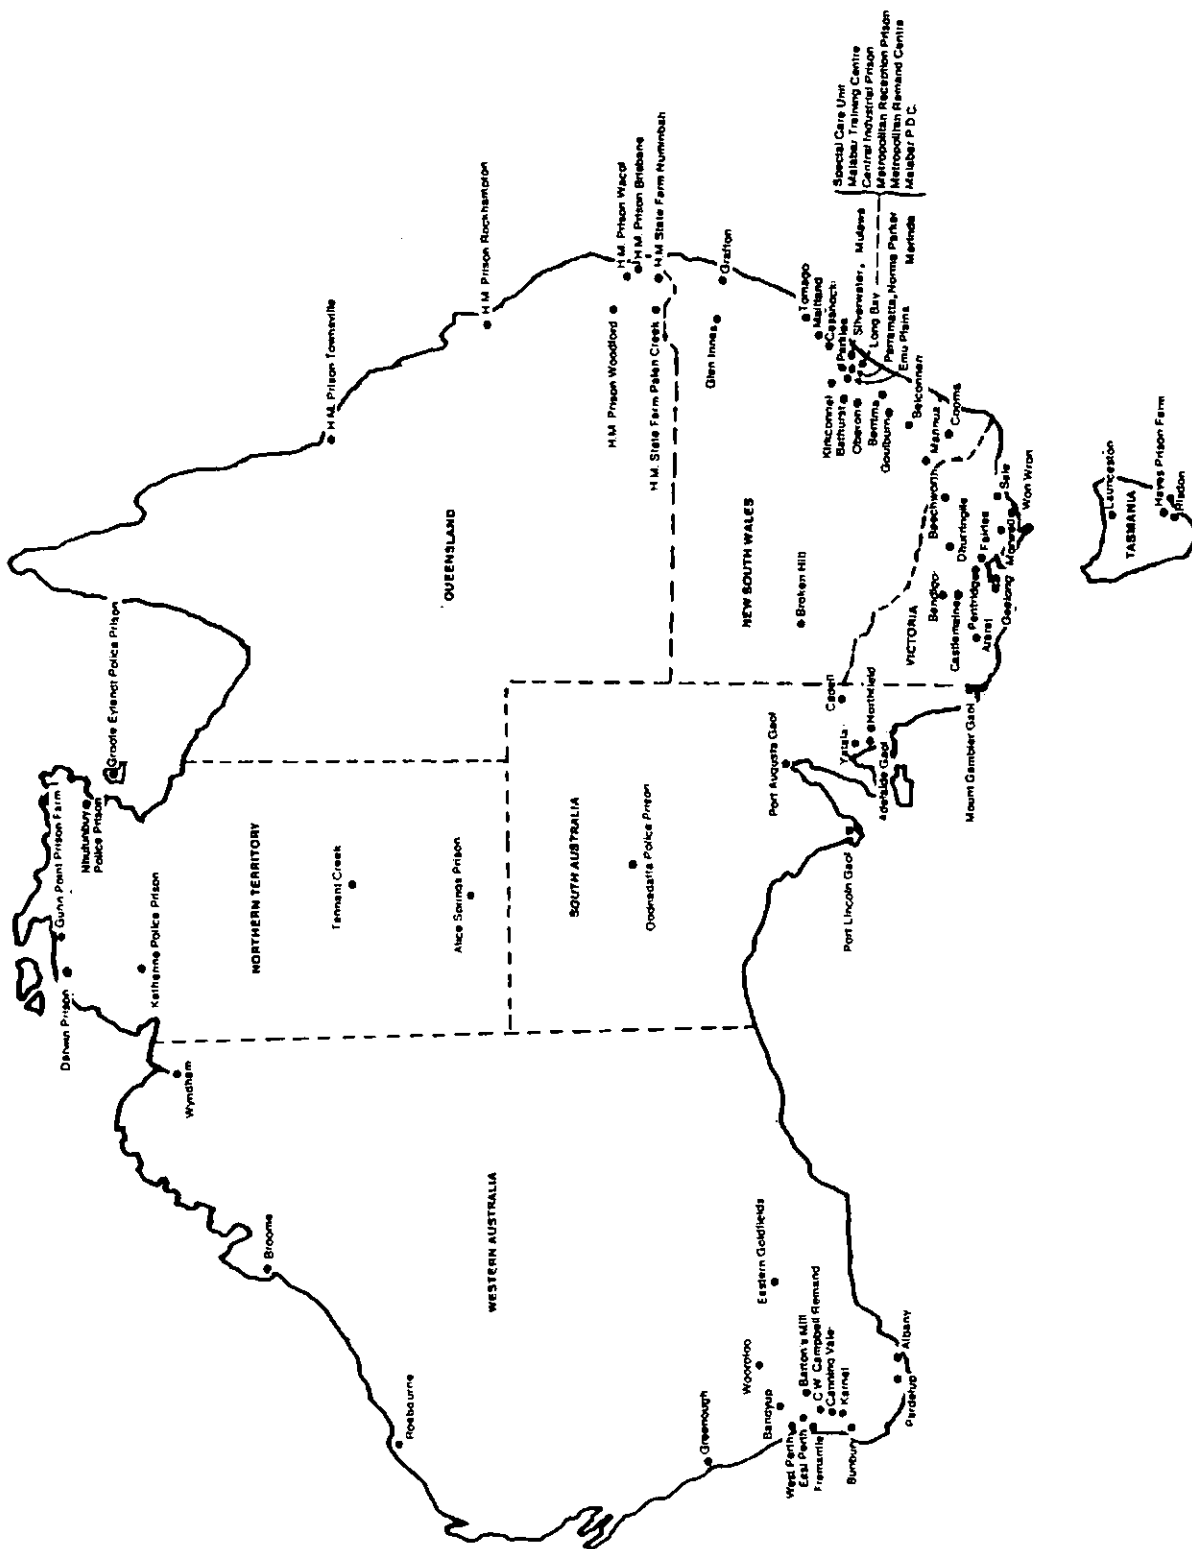 Darwin Prison
Gunn Point Prison Farm
Nhulunbuy
Police Prison
Groote Eylandt Police Prison
Katherine Police Prison
Wyndham
Broome
NORTHERN TERRITORY
Tennant Creek
Alice Springs Prison
H.M. Prison Townsville
QUEENSLAND
H.M. Prison Rockhampton
Roebourne
WESTERN AUSTRALIA
SOUTH AUSTRALIA
Oodnadatta Police Prison
H.M. Prison Woodford
H.M. Prison Wacol
H.M. Prison Brisbane
H.M. State Farm Palen Creek
H.M. State Farm Numinbah
Greenough
Wooroloo
Bandyup
Eastern Goldfields
West Perth
East Perth
Fremantle
Barton's Mill
C.W. Campbell Remand
Canning Vale
Karnet
Bunbury
Pardelup
Albany
Port Augusta Gaol
Port Lincoln Gaol
Yatala
Northfield
Adelaide Gaol
Cadell
Mount Gambier Gaol
NEW SOUTH WALES
Broken Hill
Glen Innes
Grafton
Tomago
Maitland
Cessnock
Parklea
Silverwater, Mulawa
Long Bay
Parramatta, Norma Parker
Emu Plains
Merinda
Special Care Unit
Malabar Training Centre
Central Industrial Prison
Metropolitan Reception Prison
Metropolitan Remand Centre
Malabar P.D.C.
Kirkconnel
Bathurst
Oberon
Berrima
Goulburn
Belconnen
Mannus
Cooma
VICTORIA
Beechworth
Dhurringile
Bendigo
Castlemaine
Pentridge
Ararat
Fairlea
Geelong
Morwell
Sale
Won Wron
TASMANIA
Launceston
Hayes Prison Farm
Risdon